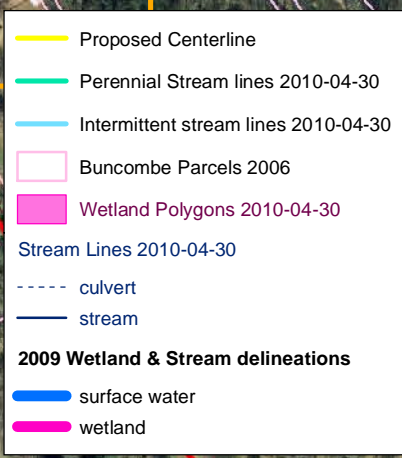 Proposed Centerline
Perennial Stream lines 2010-04-30
Intermittent stream lines 2010-04-30
Buncombe Parcels 2006
Wetland Polygons 2010-04-30
Stream Lines 2010-04-30
culvert
stream
2009 Wetland & Stream delineations
surface water
wetland